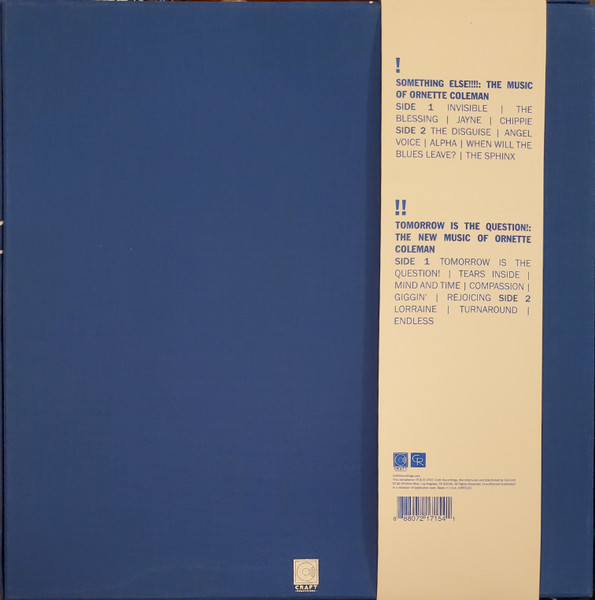 !
SOMETHING ELSE!!!!: THE MUSIC
OF ORNETTE COLEMAN
SIDE 1 INVISIBLE | THE
BLESSING | JAYNE | CHIPPIE
SIDE 2 THE DISGUISE | ANGEL
VOICE | ALPHA | WHEN WILL THE
BLUES LEAVE? | THE SPHINX
!!
TOMORROW IS THE QUESTION!:
THE NEW MUSIC OF ORNETTE
COLEMAN
SIDE 1 TOMORROW IS THE
QUESTION! | TEARS INSIDE |
MIND AND TIME | COMPASSION |
GIGGIN' | REJOICING SIDE 2
LORRAINE | TURNAROUND |
ENDLESS
CR
8 88072 17154 1
CRAFT
RECORDINGS